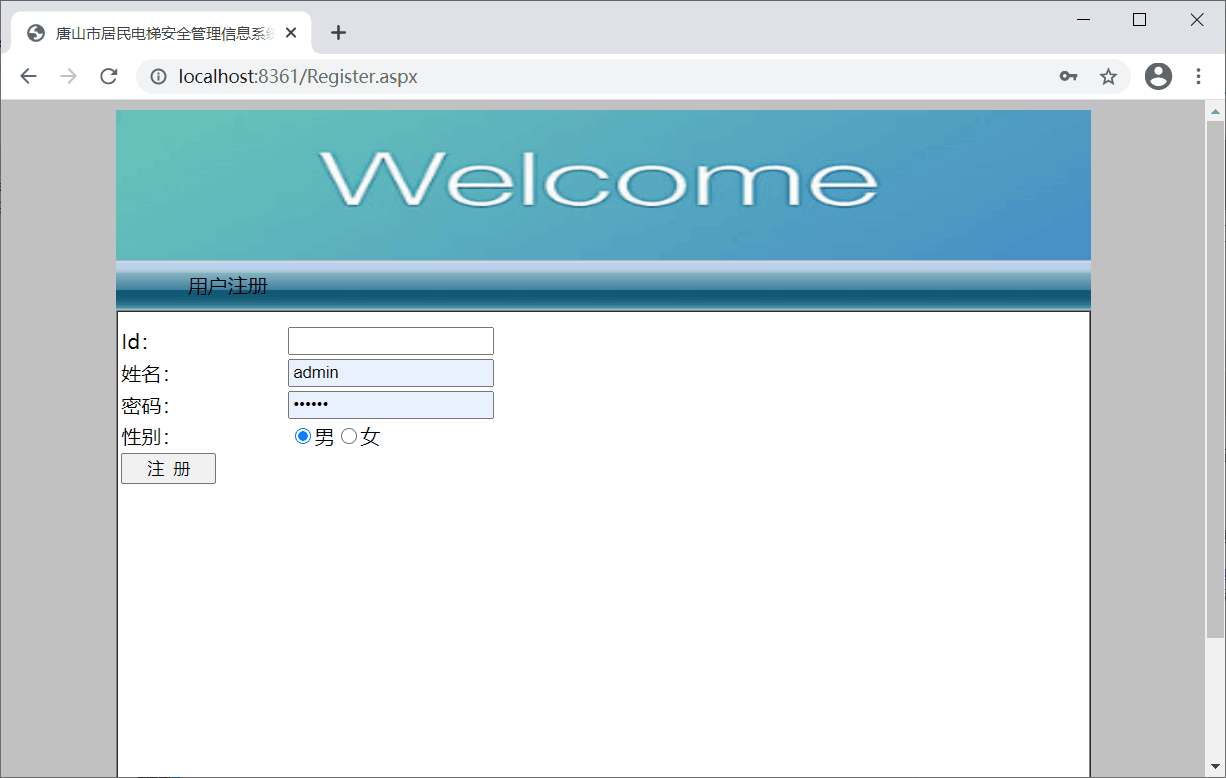 唐山市居民电梯安全管理信息系统
localhost:8361/Register.aspx
Welcome
用户注册
Id:
姓名: admin
密码: ••••••
性别: 男 女
注 册